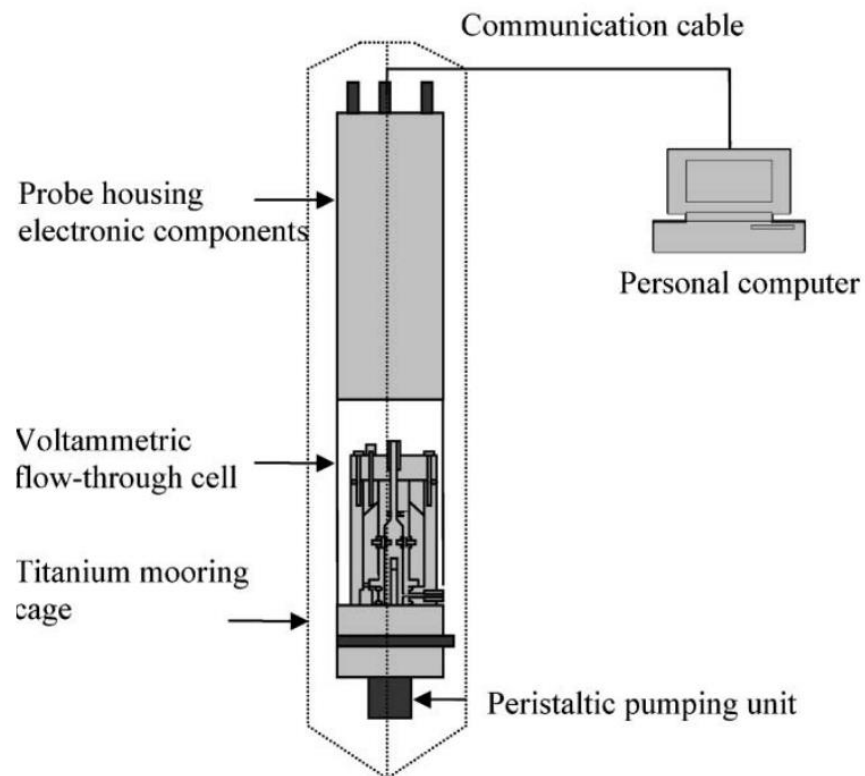 Communication cable
Probe housing
electronic components
Personal computer
Voltammetric
flow-through cell
Titanium mooring
cage
Peristaltic pumping unit